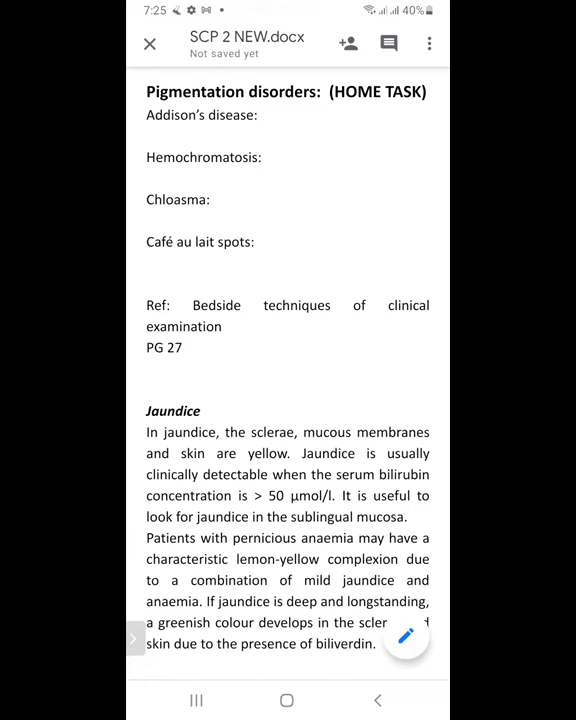 7:25 40%
SCP 2 NEW.docx
Not saved yet
Pigmentation disorders: (HOME TASK)
Addison's disease:
Hemochromatosis:
Chloasma:
Café au lait spots:
Ref: Bedside techniques of clinical
examination
PG 27
Jaundice
In jaundice, the sclerae, mucous membranes
and skin are yellow. Jaundice is usually
clinically detectable when the serum bilirubin
concentration is > 50 µmol/l. It is useful to
look for jaundice in the sublingual mucosa.
Patients with pernicious anaemia may have a
characteristic lemon-yellow complexion due
to a combination of mild jaundice and
anaemia. If jaundice is deep and longstanding,
a greenish colour develops in the
skin due to the presence of biliverdin.